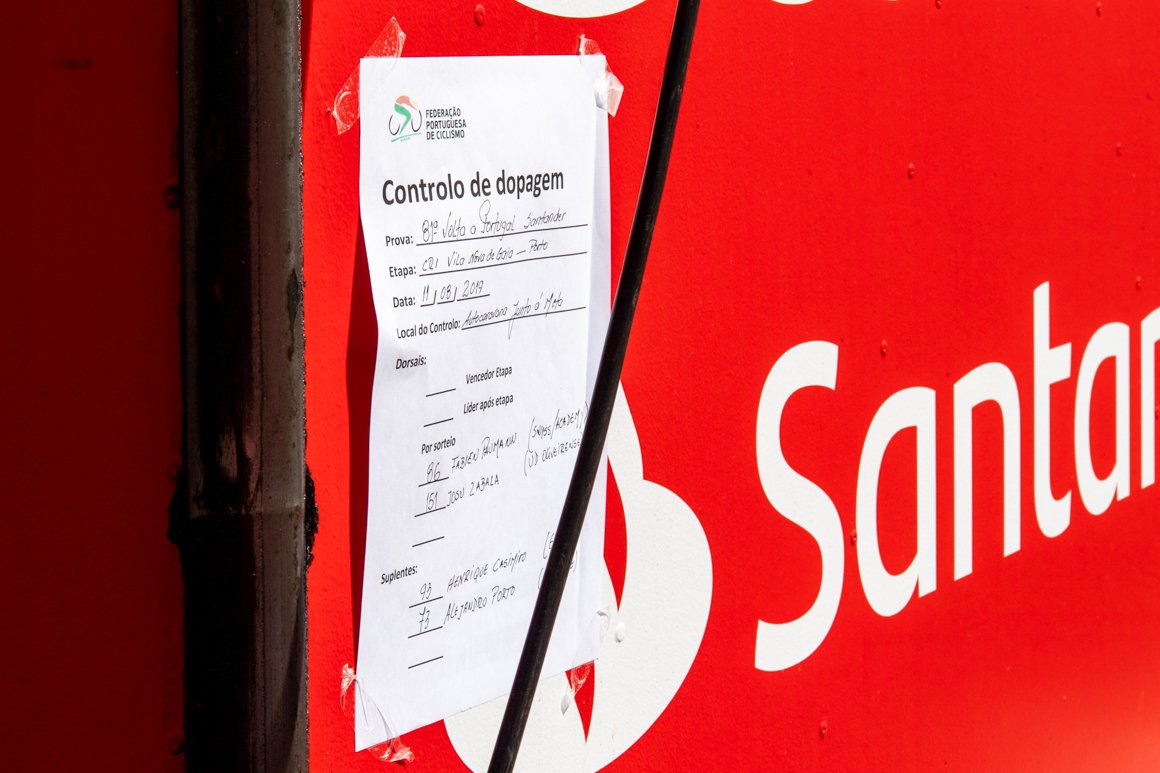 FEDERAÇÃO
PORTUGUESA
DE CICLISMO
Controlo de dopagem
Prova: 81ª Volta a Portugal Santander
Etapa: CRI Vila Nova de Gaia — Porto
Data: 11/08/2019
Local do Controlo: Autocaravana Junto á Meta
Dorsais:
Vencedor Etapa
Líder após etapa
Por sorteio
86 FABIEN PAUMANN (SWISS/ACADEMY)
151 JOSU ZABALA (UD OLIVEIRENSE
Suplentes:
93 HENRIQUE CASIMIRO
73 ALEJANDRO PORTO
Santan